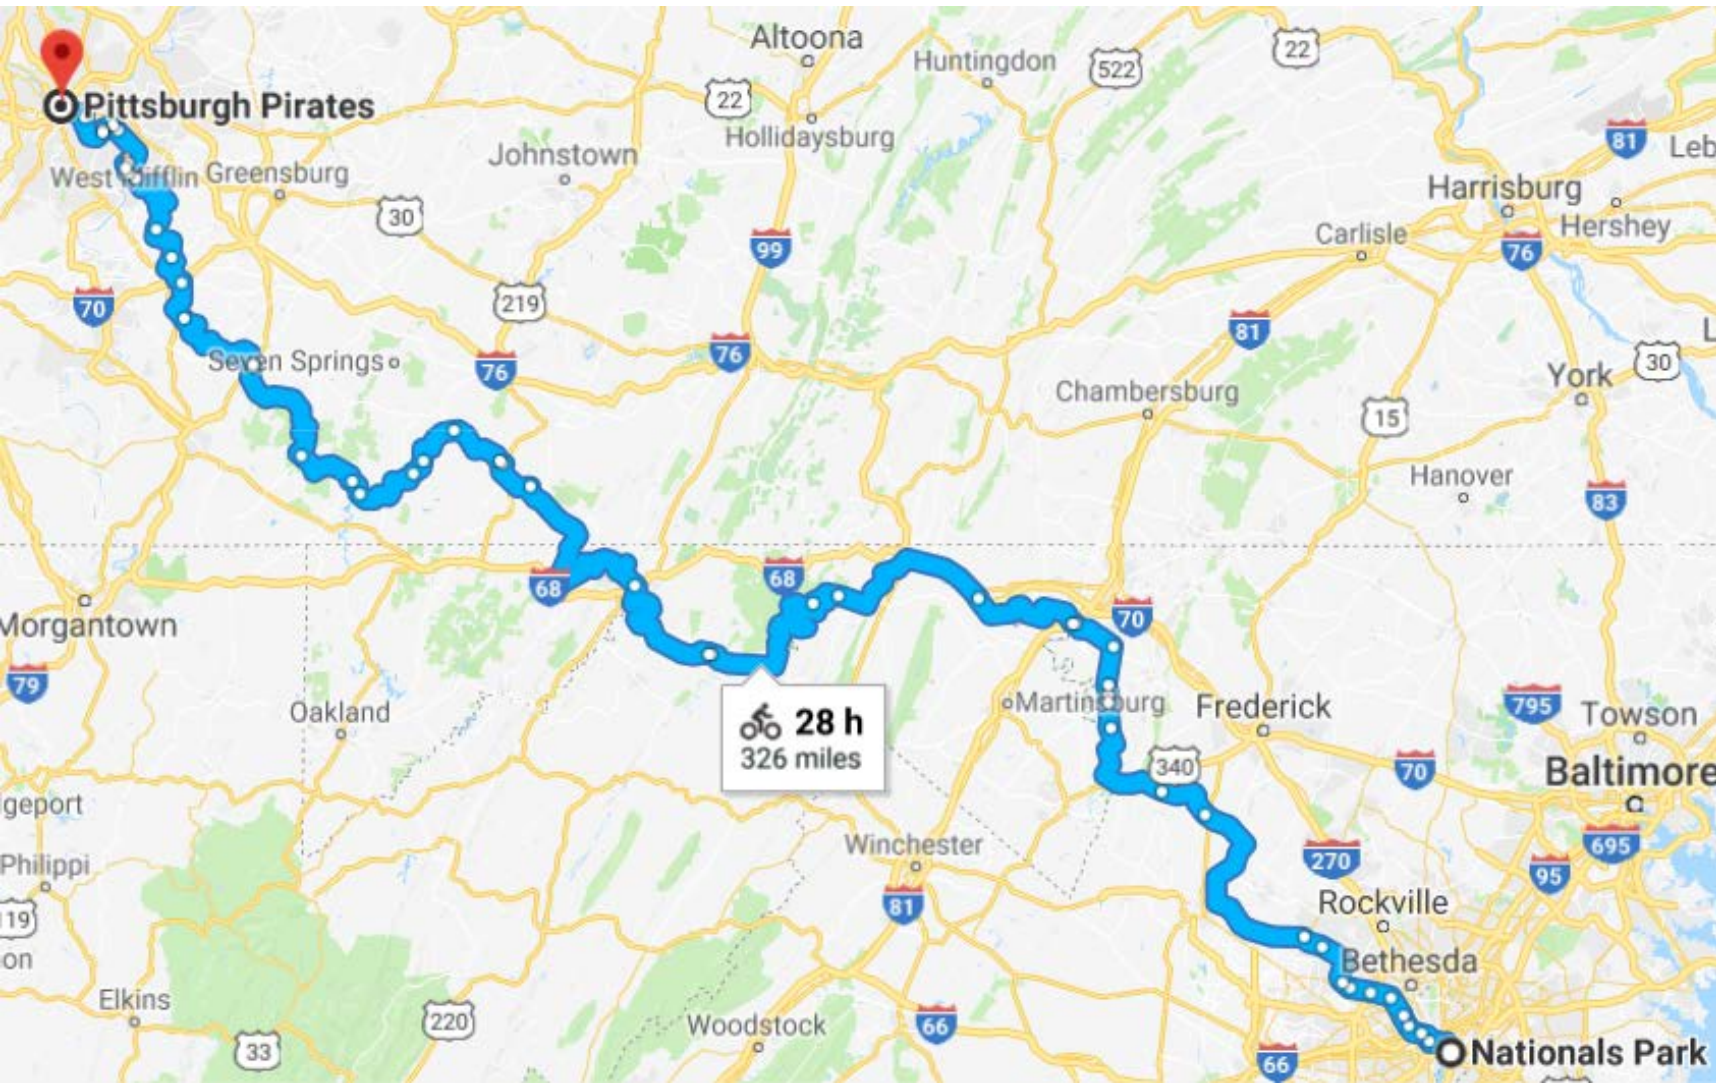 Altoona
22
Huntingdon
522
22
Pittsburgh Pirates
Hollidaysburg
81
Leb
Johnstown
West Mifflin
Greensburg
30
Harrisburg
Hershey
Carlisle
76
99
219
70
81
76
76
Seven Springs
L
30
York
Chambersburg
15
Hanover
83
68
68
70
Morgantown
79
Oakland
Martinsburg
Frederick
795
Towson
28 h
326 miles
340
70
Baltimore
dgeport
Winchester
270
695
95
Philippi
119
81
Rockville
on
Bethesda
Elkins
220
Woodstock
66
33
66
Nationals Park